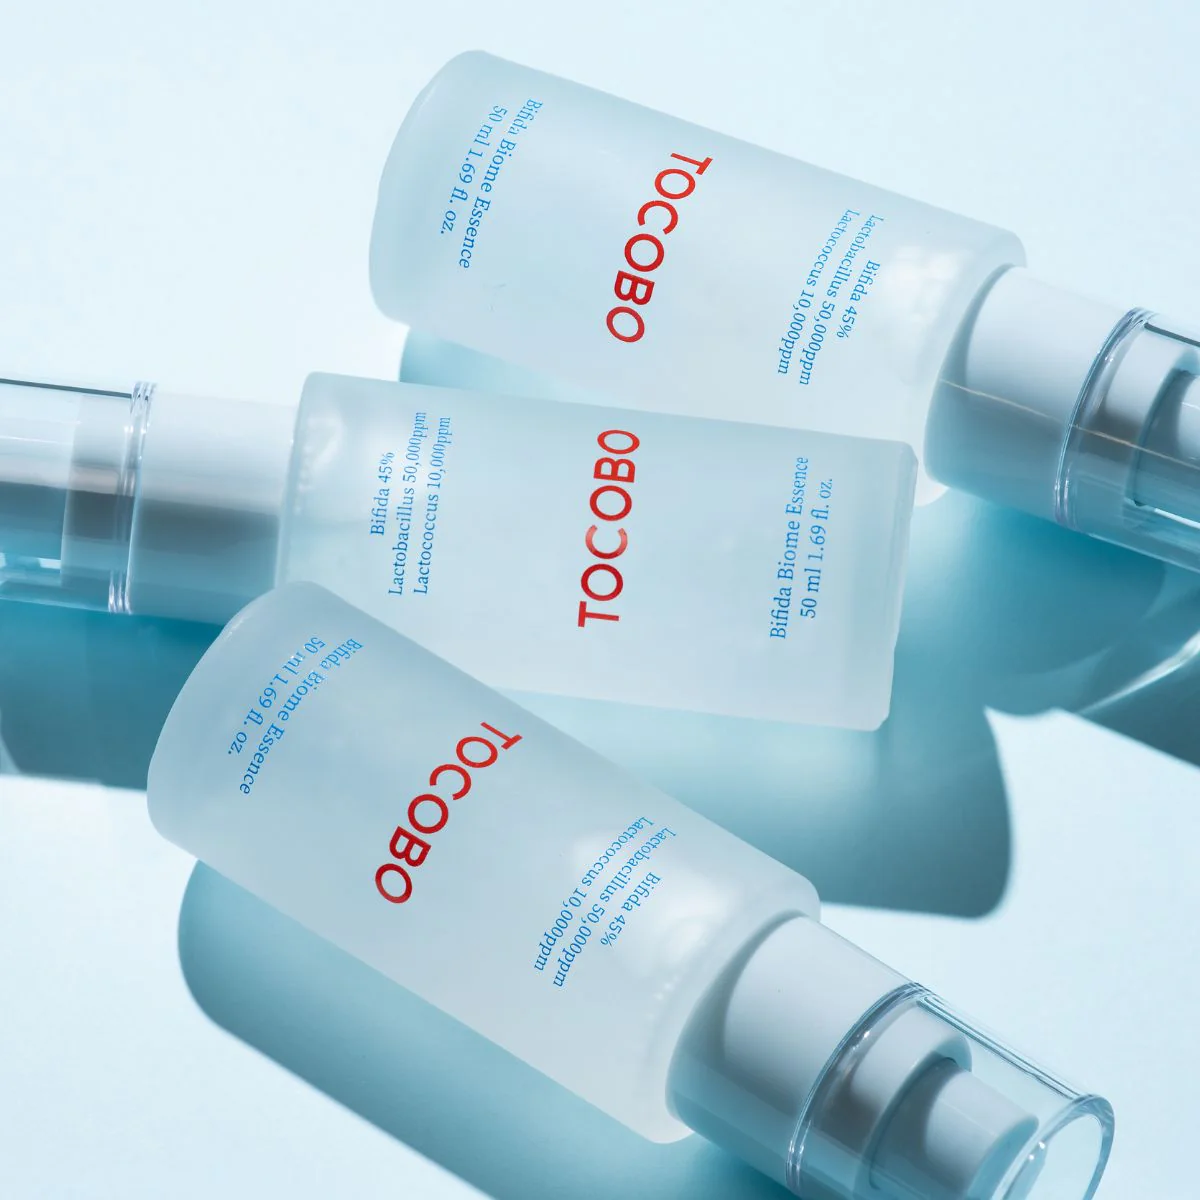 Bifida 45%
Lactobacillus 50,000ppm
Lactococcus 10,000ppm
TOCOBO
Bifida Biome Essence
50 ml 1.69 fl. oz.
Bifida 45%
Lactobacillus 50,000ppm
Lactococcus 10,000ppm
TOCOBO
Bifida Biome Essence
50 ml 1.69 fl. oz.
Bifida 45%
Lactobacillus 50,000ppm
Lactococcus 10,000ppm
TOCOBO
Bifida Biome Essence
50 ml 1.69 fl. oz.